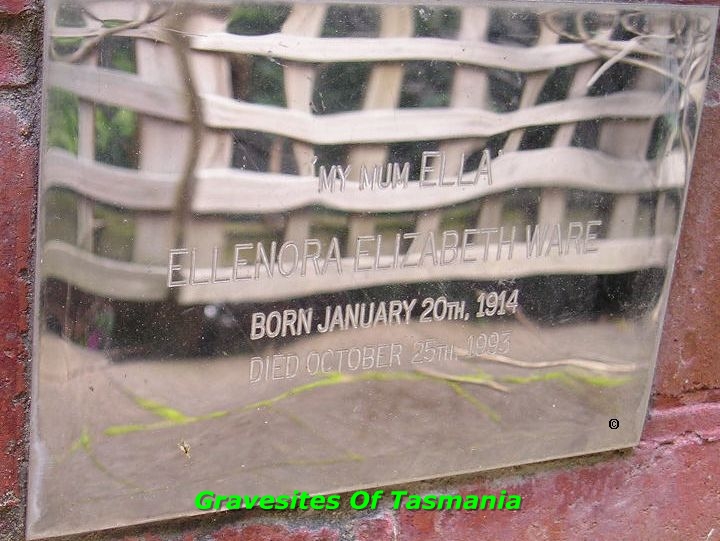 "MY MUM ELLA"
ELLENORA ELIZABETH WARE
BORN JANUARY 20TH, 1914
DIED OCTOBER 25TH, 1993
©
Gravesites Of Tasmania